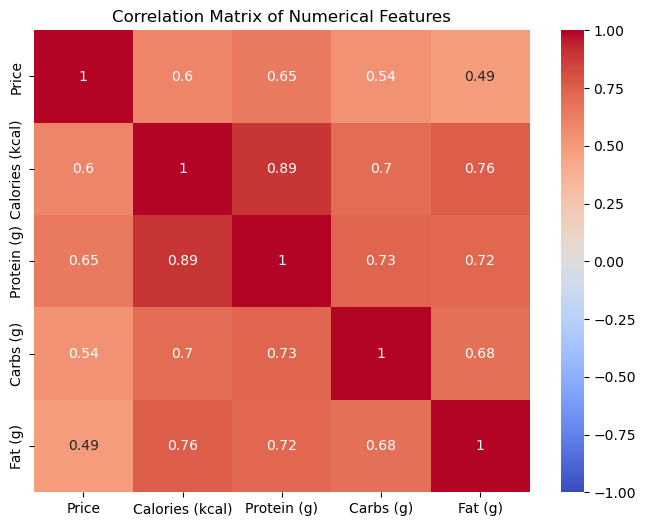 Correlation Matrix of Numerical Features
Price 1 0.6 0.65 0.54 0.49
Calories (kcal) 0.6 1 0.89 0.7 0.76
Protein (g) 0.65 0.89 1 0.73 0.72
Carbs (g) 0.54 0.7 0.73 1 0.68
Fat (g) 0.49 0.76 0.72 0.68 1
Price Calories (kcal) Protein (g) Carbs (g) Fat (g)
1.00
0.75
0.50
0.25
0.00
−0.25
−0.50
−0.75
−1.00